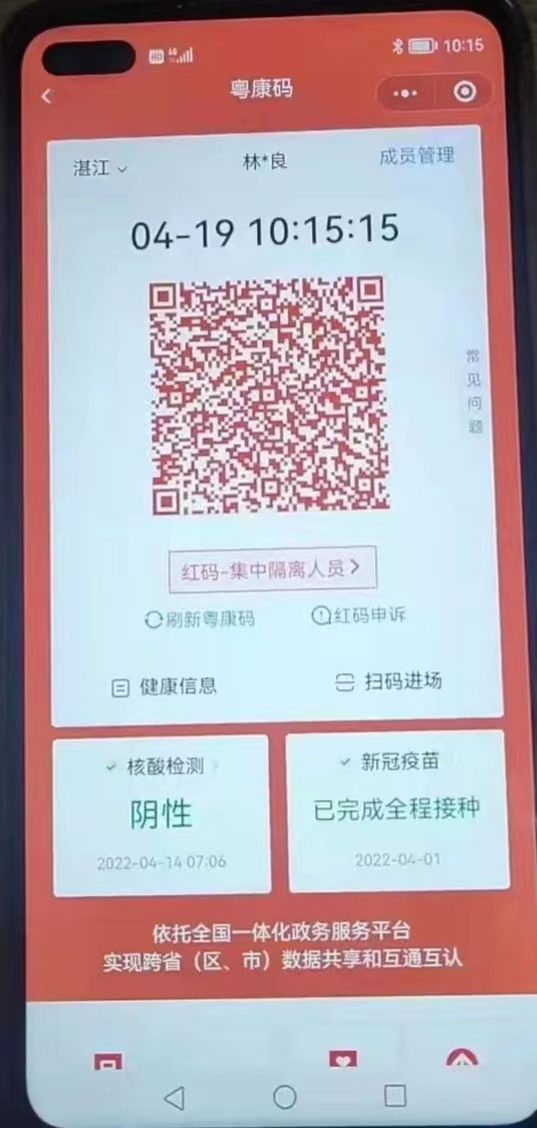 HD 4G 10:15
粤康码
湛江 林*良 成员管理
04-19 10:15:15
常见问题
红码-集中隔离人员
刷新粤康码 红码申诉
健康信息 扫码进场
核酸检测 新冠疫苗
阴性 已完成全程接种
2022-04-14 07:06 2022-04-01
依托全国一体化政务服务平台
实现跨省（区、市）数据共享和互通互认